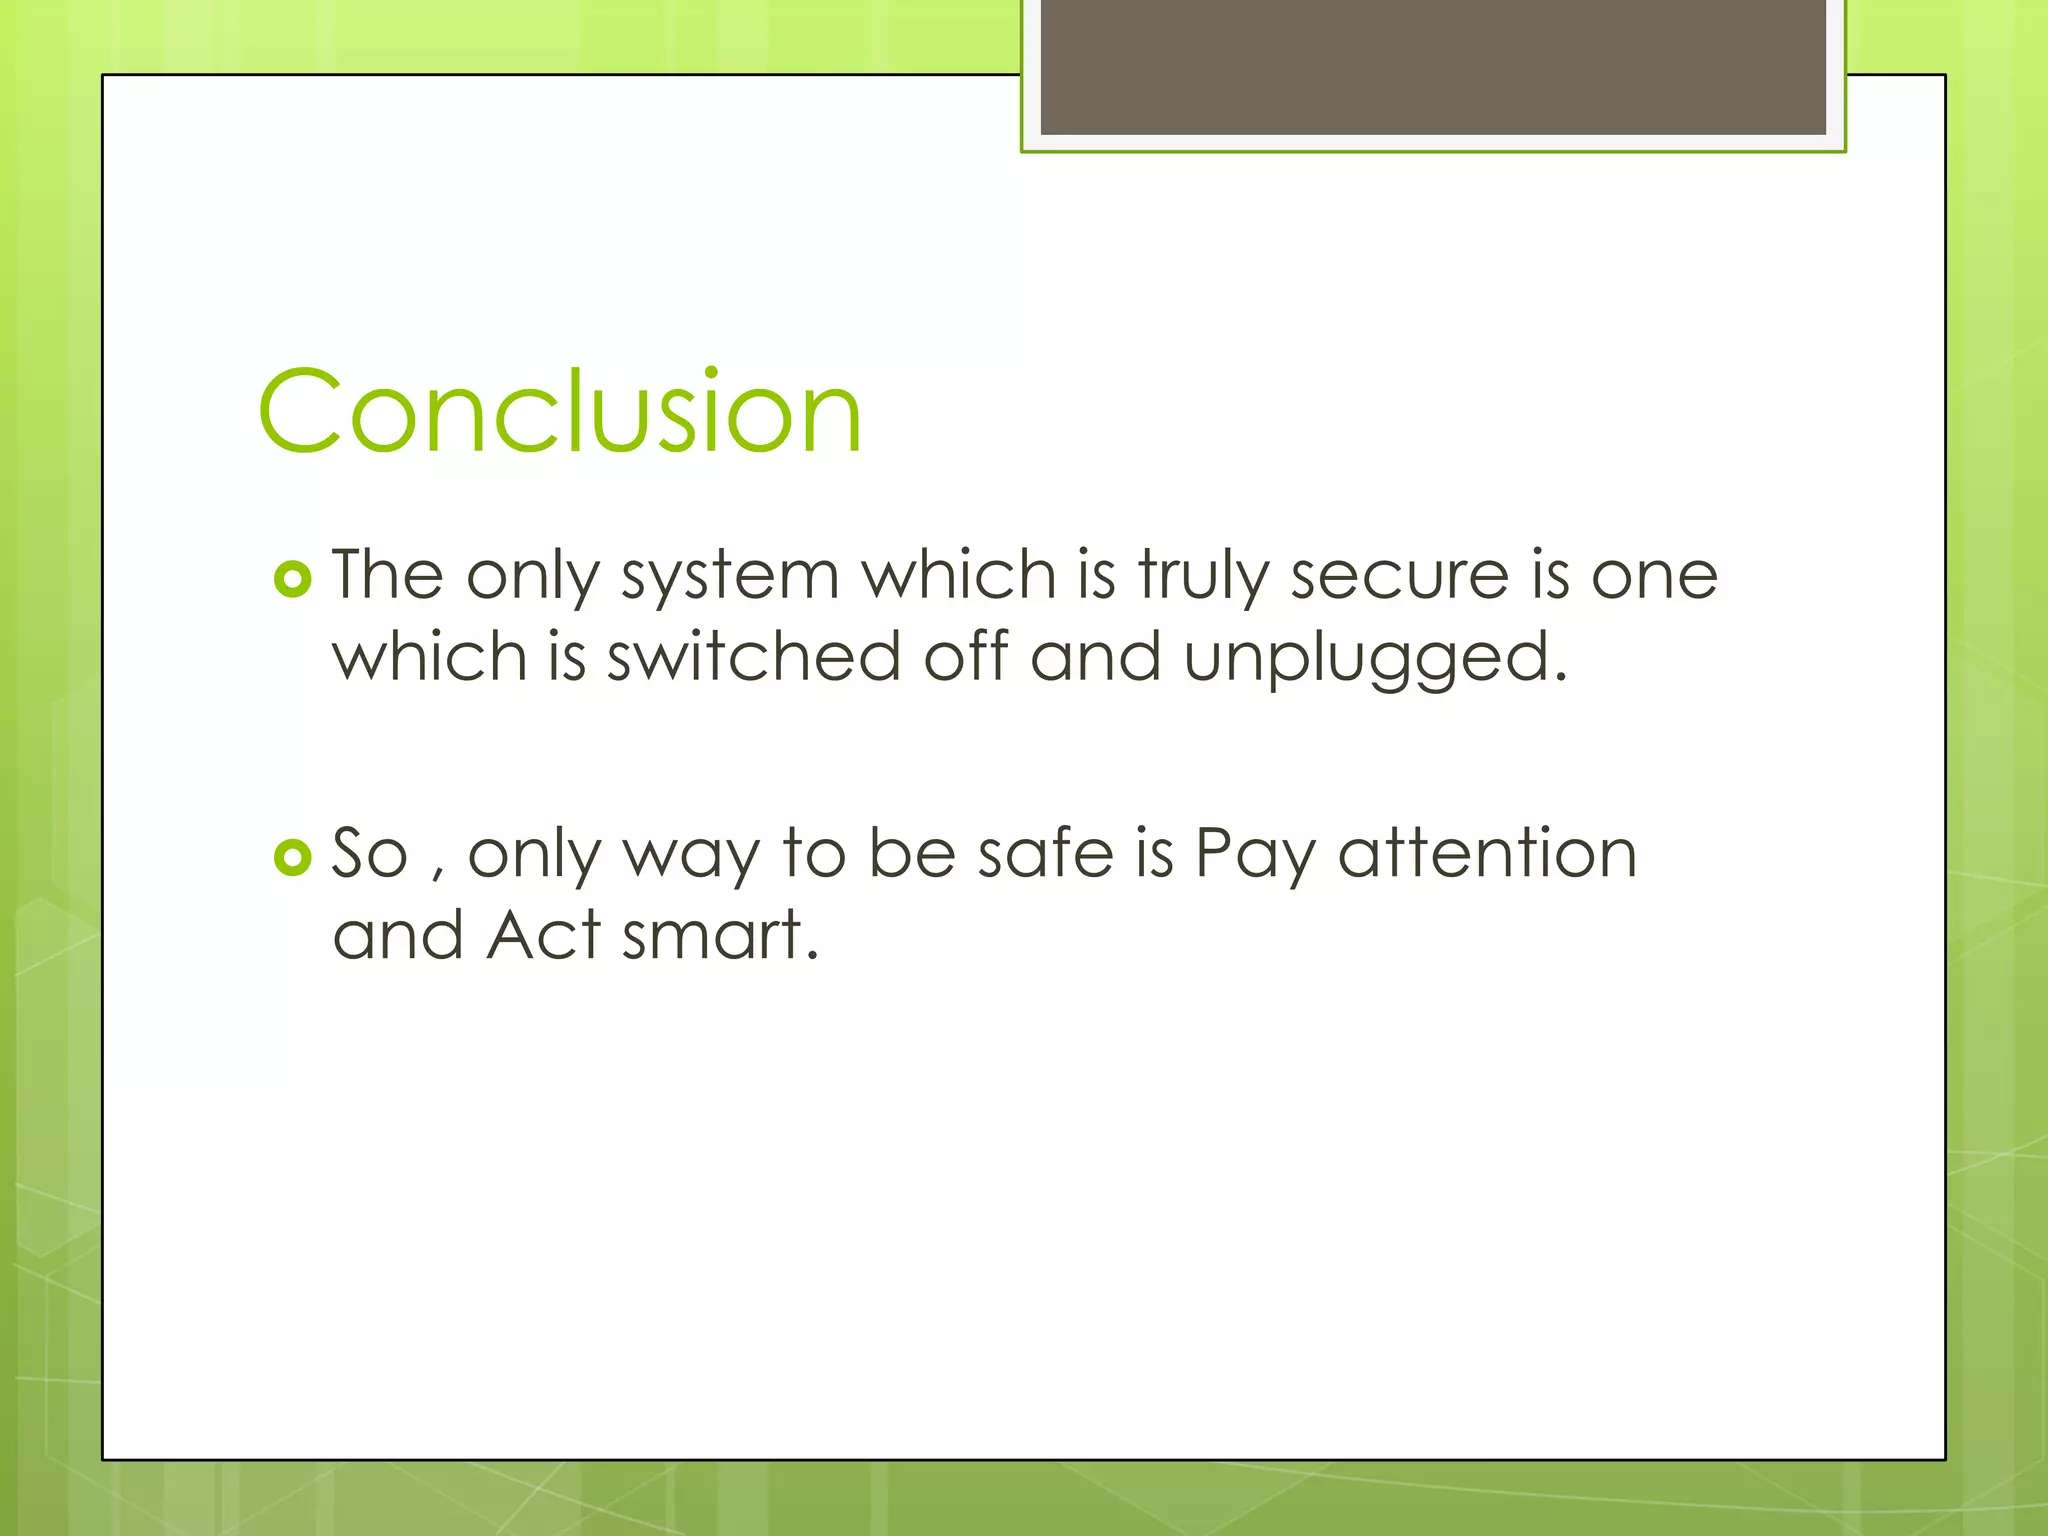 Conclusion
The only system which is truly secure is one
which is switched off and unplugged.
So , only way to be safe is Pay attention
and Act smart.